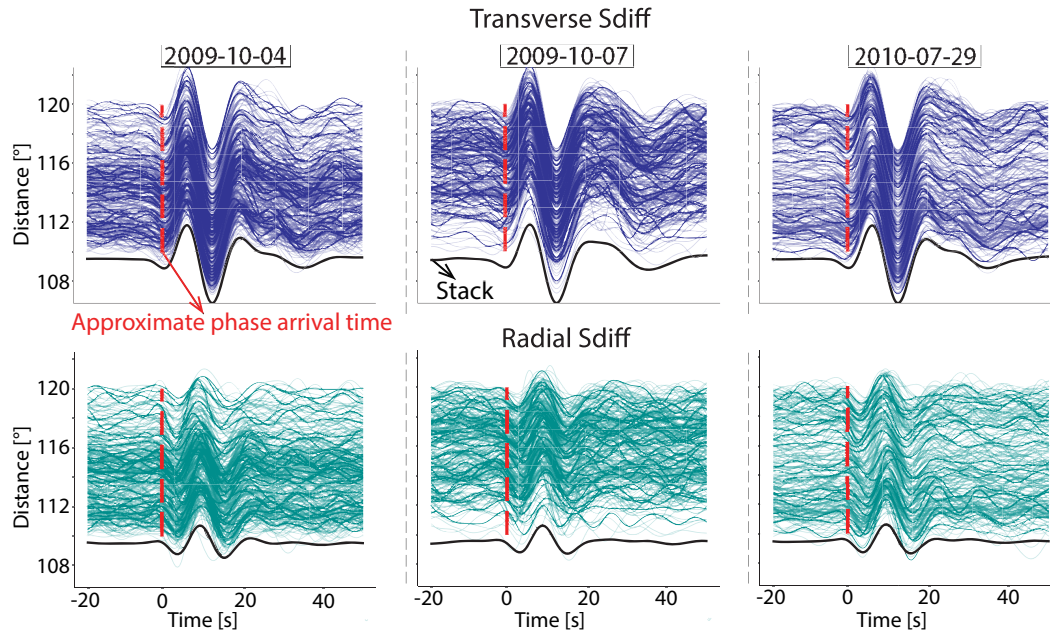 Transverse Sdiff
2009-10-04
2009-10-07
2010-07-29
Distance [°]
120
116
112
108
Stack
Approximate phase arrival time
Radial Sdiff
Distance [°]
120
116
112
108
-20 0 20 40
-20 0 20 40
-20 0 20 40
Time [s]
Time [s]
Time [s]